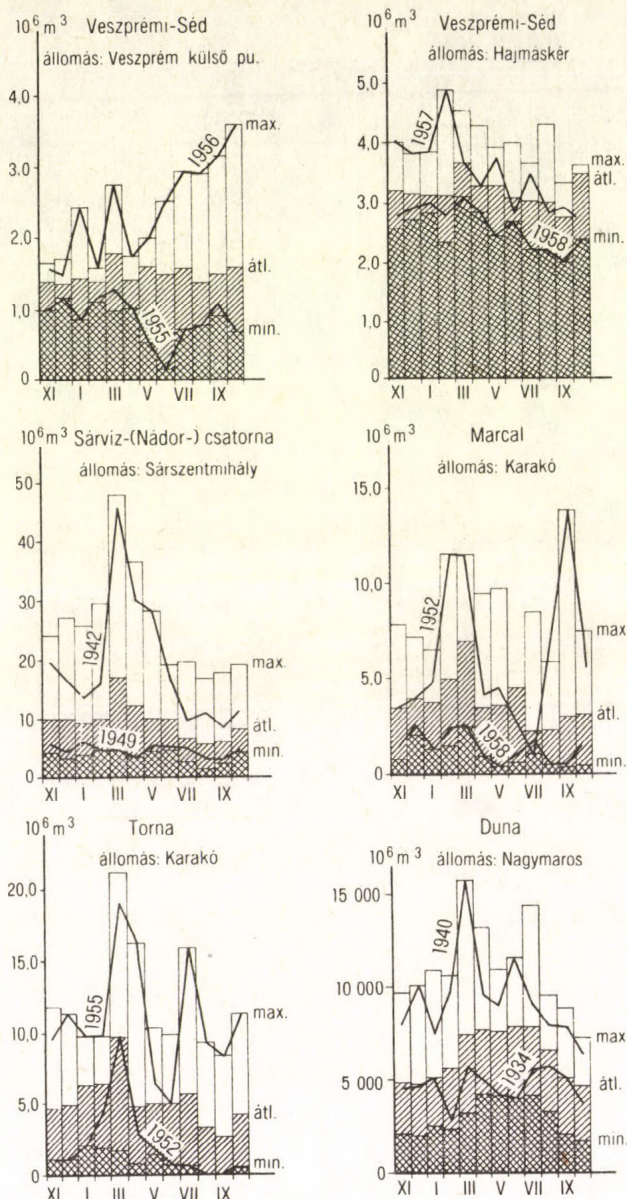 Veszprémi-Séd
10⁶ m³
állomás: Veszprém külső pu.
4,0
3,0
2,0
1,0
0
1956
1955
max.
átl.
min.
XI I III V VII IX
Veszprémi-Séd
10⁶ m³
állomás: Hajmáskér
5,0
4,0
3,0
2,0
1,0
0
1957
1958
max.
átl.
min.
XI I III V VII IX
10⁶ m³ Sárvíz-(Nádor-) csatorna
állomás: Sárszentmihály
50
40
30
20
10
0
1942
1949
max.
átl.
min.
XI I III V VII IX
10⁶ m³ Marcal
állomás: Karakó
15,0
10,0
5,0
0
1952
1958
max.
átl.
min.
XI I III V VII IX
10⁶ m³ Torna
állomás: Karakó
20,0
15,0
10,0
5,0
0
1955
1952
max.
átl.
min.
XI I III V VII IX
Duna
10⁶ m³ állomás: Nagymaros
15 000
10 000
5 000
0
1940
1934
max.
átl.
min.
XI I III V VII IX